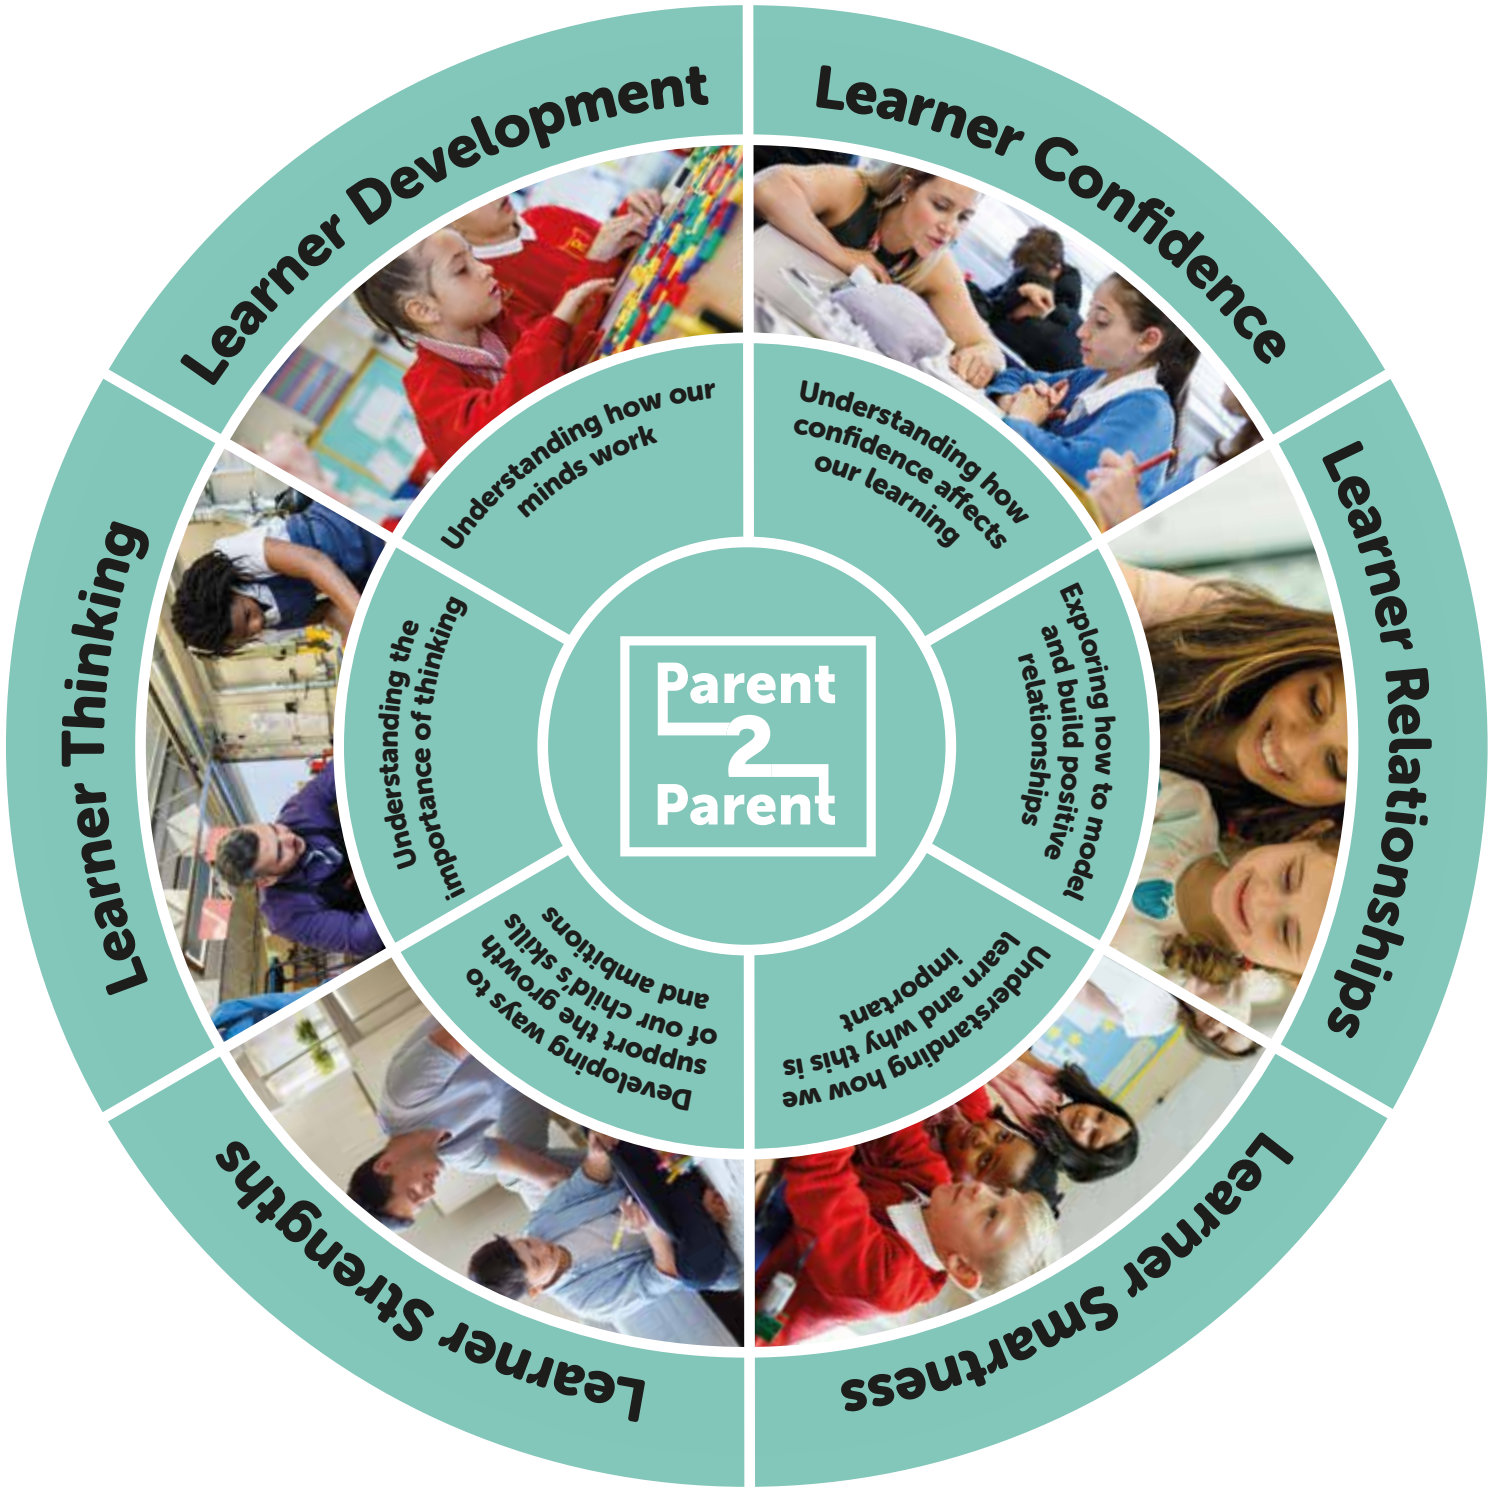 Learner Confidence
Understanding how
confidence affects
our learning
Learner Relationships
Exploring how to model
and build positive
relationships
Learner Smartness
Understanding how we
learn and why this is
important
Learner Strengths
Developing ways to
support the growth
of our child's skills
and ambitions
Learner Thinking
Understanding the
importance of thinking
Learner Development
Understanding how our
minds work
Parent
2
Parent